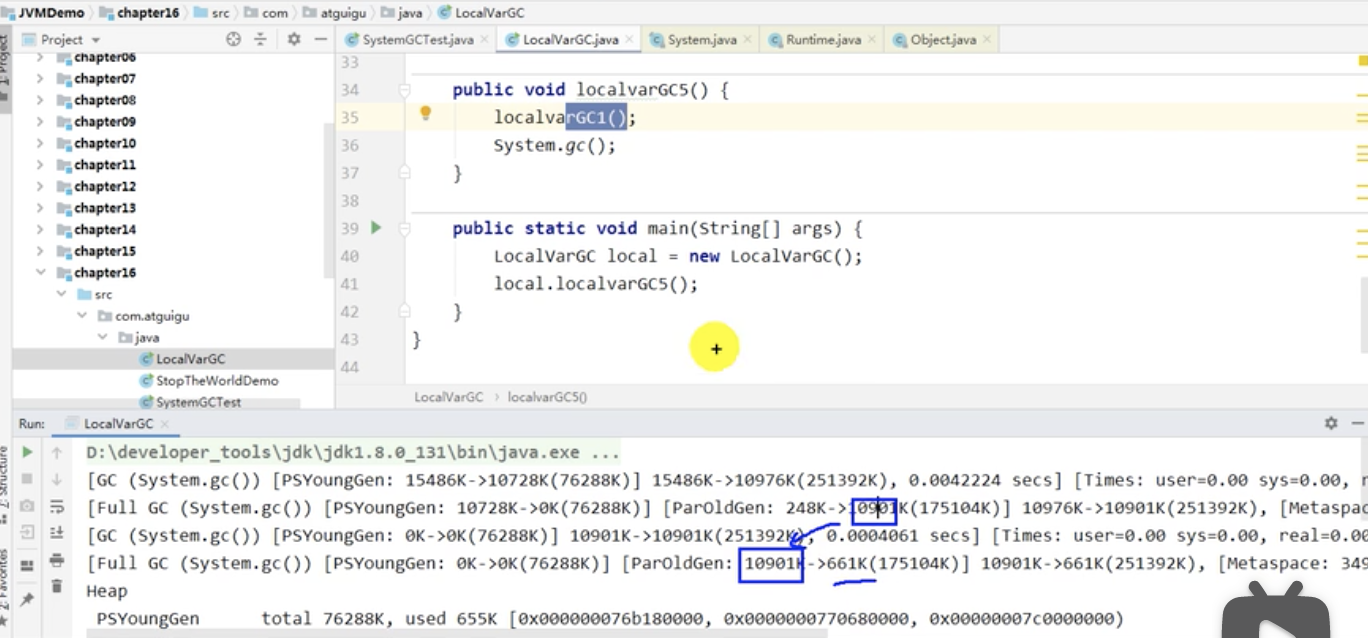 JVMDemo chapter16 src com atguigu java LocalVarGC
Project
SystemGCTest.java LocalVarGC.java System.java Runtime.java Object.java
1: Project
chapter06
chapter07
chapter08
chapter09
chapter10
chapter11
chapter12
chapter13
chapter14
chapter15
chapter16
src
com.atguigu
java
LocalVarGC
StopTheWorldDemo
SystemGCTest
33
34 public void localvarGC5() {
35 localvarGC1();
36 System.gc();
37 }
38
39 public static void main(String[] args) {
40 LocalVarGC local = new LocalVarGC();
41 local.localvarGC5();
42 }
43 }
44
LocalVarGC › localvarGC5()
Run: LocalVarGC
D:\developer_tools\jdk\jdk1.8.0_131\bin\java.exe ...
[GC (System.gc()) [PSYoungGen: 15486K->10728K(76288K)] 15486K->10976K(251392K), 0.0042224 secs] [Times: user=0.00 sys=0.00,
[Full GC (System.gc()) [PSYoungGen: 10728K->0K(76288K)] [ParOldGen: 248K->10901K(175104K)] 10976K->10901K(251392K), [Metaspac
[GC (System.gc()) [PSYoungGen: 0K->0K(76288K)] 10901K->10901K(251392K), 0.0004061 secs] [Times: user=0.00 sys=0.00, real=0.00
[Full GC (System.gc()) [PSYoungGen: 0K->0K(76288K)] [ParOldGen: 10901K->661K(175104K)] 10901K->661K(251392K), [Metaspace: 349
Heap
PSYoungGen total 76288K, used 655K [0x000000076b180000, 0x0000000770680000, 0x00000007c0000000)
Z: Structure
2: Favorites